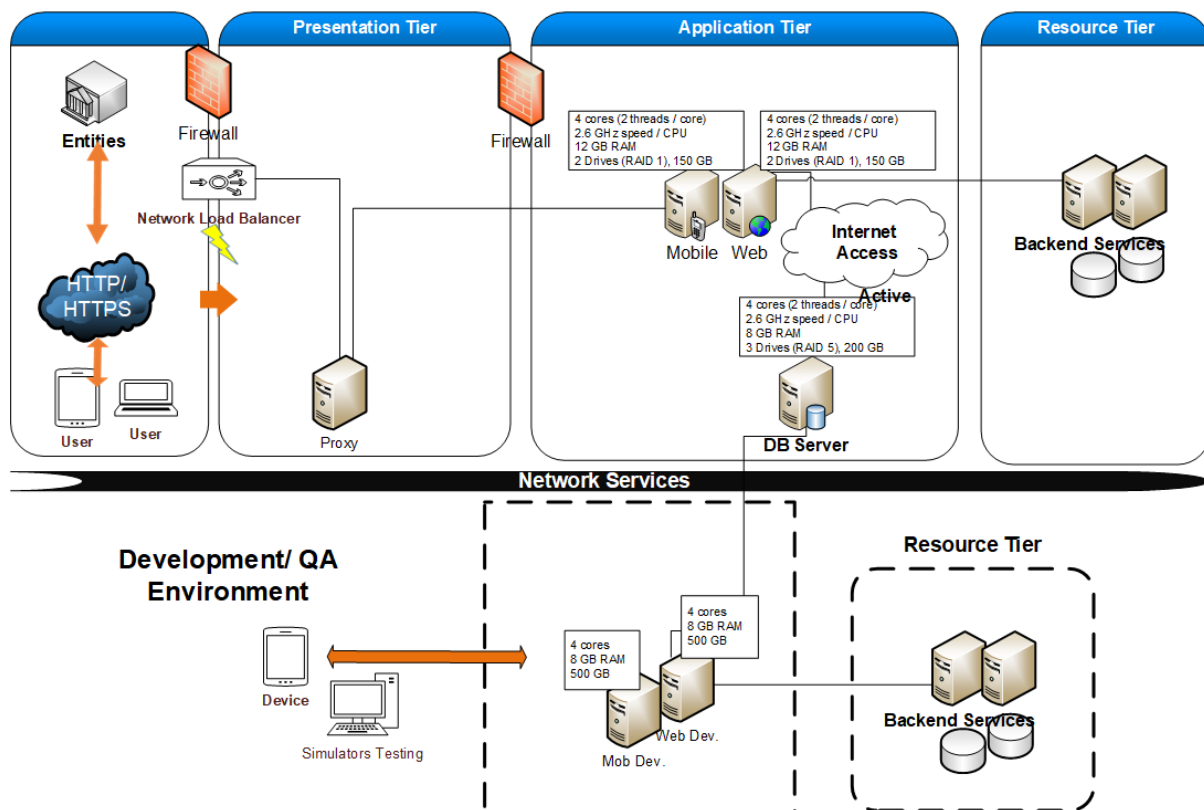 Presentation Tier
Application Tier
Resource Tier
Entities
Firewall
Firewall
Network Load Balancer
HTTP/
HTTPS
User
User
Proxy
4 cores (2 threads / core)
2.6 GHz speed / CPU
12 GB RAM
2 Drives (RAID 1), 150 GB
4 cores (2 threads / core)
2.6 GHz speed / CPU
12 GB RAM
2 Drives (RAID 1), 150 GB
Mobile
Web
Internet
Access
Active
4 cores (2 threads / core)
2.6 GHz speed / CPU
8 GB RAM
3 Drives (RAID 5), 200 GB
DB Server
Backend Services
Network Services
Development/ QA
Environment
Device
Simulators Testing
4 cores
8 GB RAM
500 GB
4 cores
8 GB RAM
500 GB
Web Dev.
Mob Dev.
Resource Tier
Backend Services